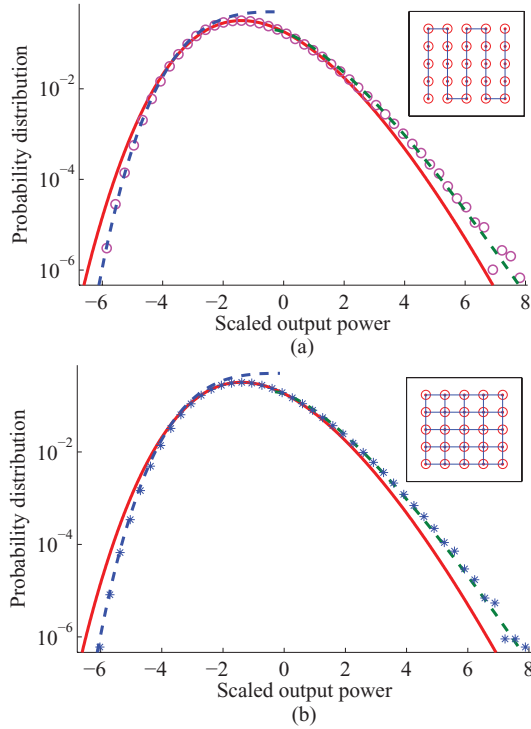 10^−2
10^−4
10^−6
Probability distribution
−6 −4 −2 0 2 4 6 8
Scaled output power
(a)
10^−2
10^−4
10^−6
Probability distribution
−6 −4 −2 0 2 4 6 8
Scaled output power
(b)